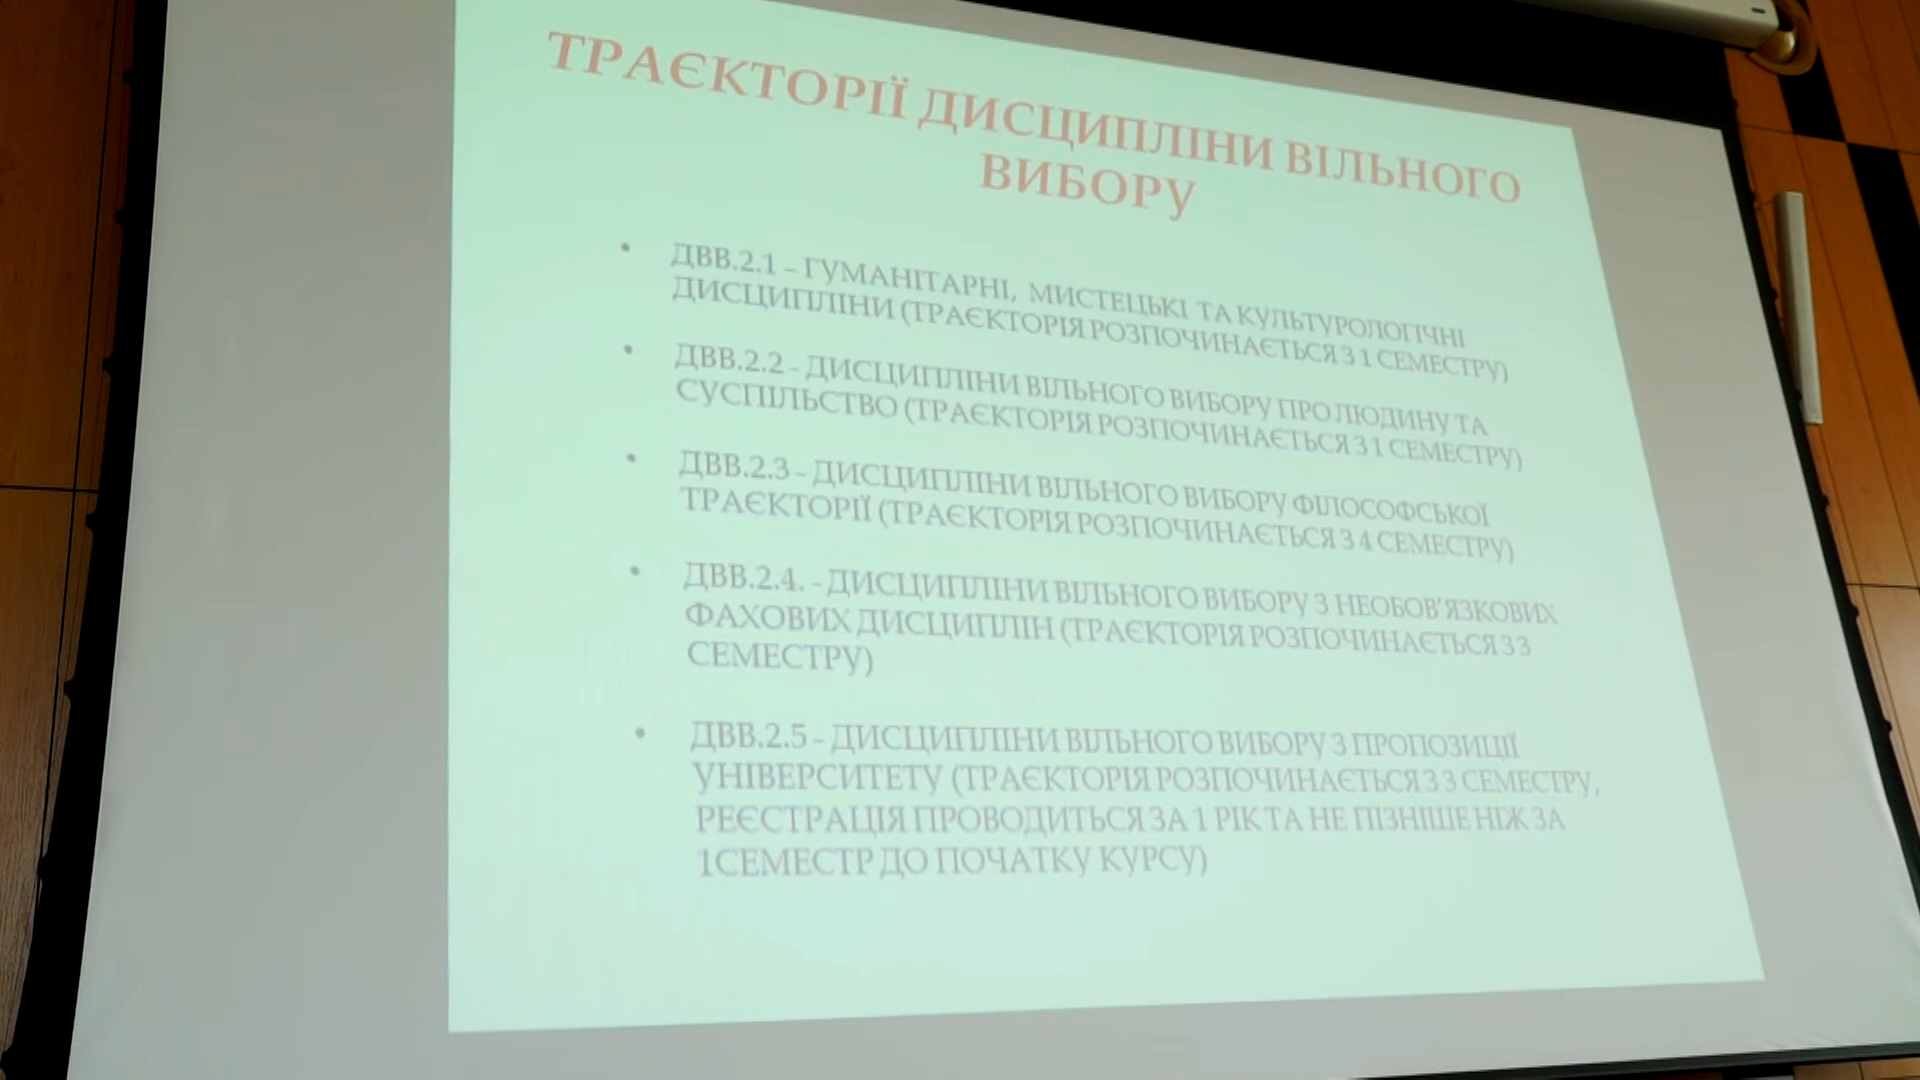 ТРАЄКТОРІЇ ДИСЦИПЛІНИ ВІЛЬНОГО
ВИБОРУ
• ДВВ.2.1 – ГУМАНІТАРНІ, МИСТЕЦЬКІ ТА КУЛЬТУРОЛОГІЧНІ
ДИСЦИПЛІНИ (ТРАЄКТОРІЯ РОЗПОЧИНАЄТЬСЯ З 1 СЕМЕСТРУ)
• ДВВ.2.2 - ДИСЦИПЛІНИ ВІЛЬНОГО ВИБОРУ ПРО ЛЮДИНУ ТА
СУСПІЛЬСТВО (ТРАЄКТОРІЯ РОЗПОЧИНАЄТЬСЯ З 1 СЕМЕСТРУ)
• ДВВ.2.3 - ДИСЦИПЛІНИ ВІЛЬНОГО ВИБОРУ ФІЛОСОФСЬКОЇ
ТРАЄКТОРІЇ (ТРАЄКТОРІЯ РОЗПОЧИНАЄТЬСЯ З 4 СЕМЕСТРУ)
• ДВВ.2.4. - ДИСЦИПЛІНИ ВІЛЬНОГО ВИБОРУ З НЕОБОВ'ЯЗКОВИХ
ФАХОВИХ ДИСЦИПЛІН (ТРАЄКТОРІЯ РОЗПОЧИНАЄТЬСЯ З 3
СЕМЕСТРУ)
• ДВВ.2.5 - ДИСЦИПЛІНИ ВІЛЬНОГО ВИБОРУ З ПРОПОЗИЦІЇ
УНІВЕРСИТЕТУ (ТРАЄКТОРІЯ РОЗПОЧИНАЄТЬСЯ З 3 СЕМЕСТРУ,
РЕЄСТРАЦІЯ ПРОВОДИТЬСЯ ЗА 1 РІК ТА НЕ ПІЗНІШЕ НІЖ ЗА
1СЕМЕСТР ДО ПОЧАТКУ КУРСУ)